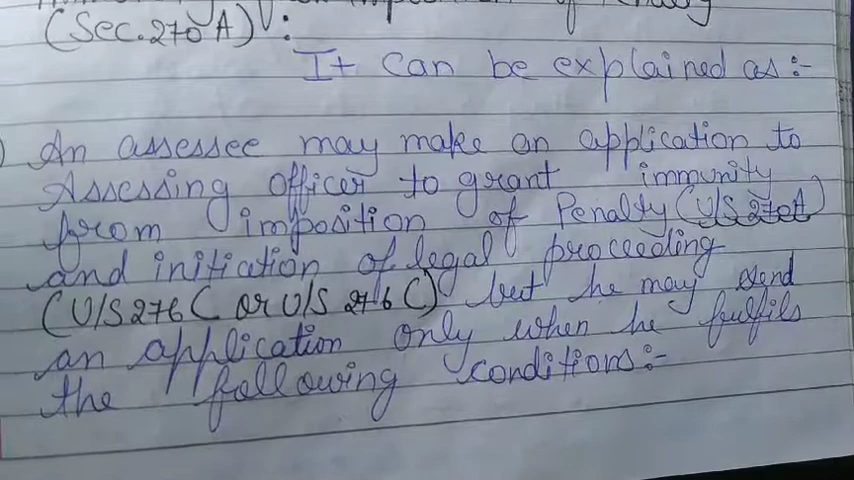 of
(Sec.270A) :
It can be explained as:-
) An assessee may make an application to
Assessing officer to grant immunity
from imposition of Penalty (U/S 270A)
and initiation of legal proceeding
(U/S 276C or U/S 276C) but he may send
an application only when he fulfils
the following conditions:-